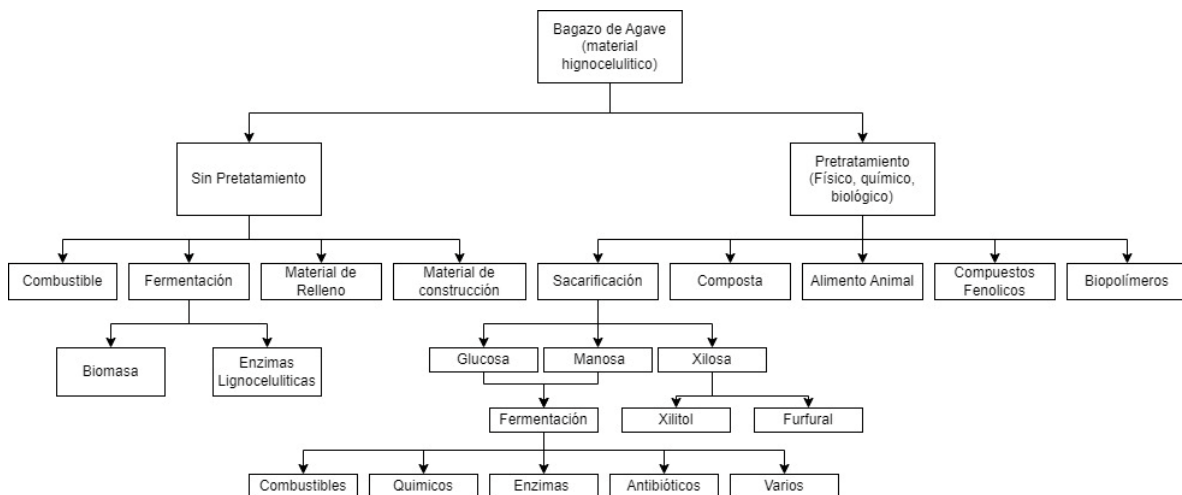 Bagazo de Agave
(material
hignocelulitico)
Sin Pretatamiento
Pretratamiento
(Físico, químico,
biológico)
Combustible
Fermentación
Material de
Relleno
Material de
construcción
Sacarificación
Composta
Alimento Animal
Compuestos
Fenolicos
Biopolímeros
Biomasa
Enzimas
Lignoceluliticas
Glucosa
Manosa
Xilosa
Fermentación
Xilitol
Furfural
Combustibles
Quimicos
Enzimas
Antibióticos
Varios